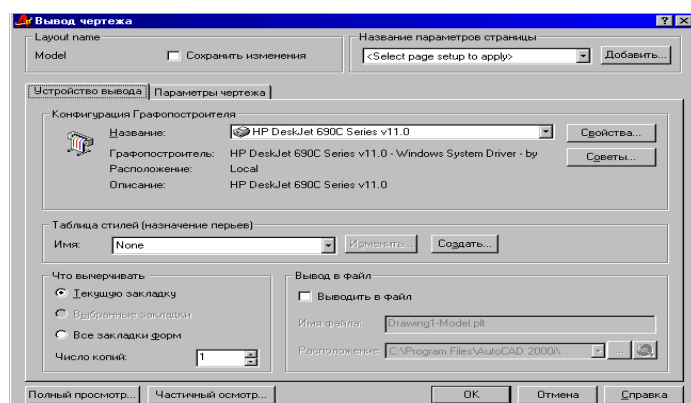 Вывод чертежа
Layout name
Model
Сохранить изменения
Название параметров страницы
<Select page setup to apply>
Добавить...
Устройство вывода
Параметры чертежа
Конфигурация Графопостроителя
Название:
HP DeskJet 690C Series v11.0
Свойства...
Графопостроитель:
HP DeskJet 690C Series v11.0 - Windows System Driver - by
Советы...
Расположение:
Local
Описание:
HP DeskJet 690C Series v11.0
Таблица стилей (назначение перьев)
Имя:
None
Изменить...
Создать...
Что вычерчивать
Текущую закладку
Выбранные закладки
Все закладки форм
Число копий:
1
Вывод в файл
Выводить в файл
Имя файла:
Drawing1-Model.plt
Расположение:
C:\Program Files\AutoCAD 2000i\
...
Полный просмотр...
Частичный осмотр...
OK
Отмена
Справка